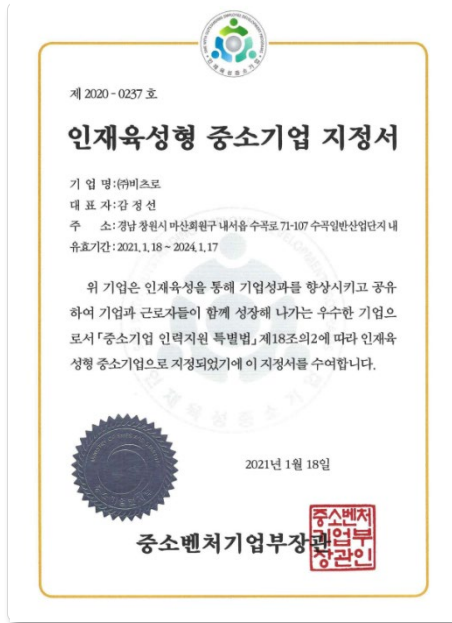 제 2020 - 0237 호
인재육성형 중소기업 지정서
기 업 명 : ㈜비츠로
대 표 자 : 감 정 선
주 소 : 경남 창원시 마산회원구 내서읍 수곡로 71-107 수곡일반산업단지 내
유효기간 : 2021. 1. 18 ~ 2024. 1. 17
위 기업은 인재육성을 통해 기업성과를 향상시키고 공유
하여 기업과 근로자들이 함께 성장해 나가는 우수한 기업으
로서 「중소기업 인력지원 특별법」 제18조의2에 따라 인재육
성형 중소기업으로 지정되었기에 이 지정서를 수여합니다.
인재육성중소기업
2021년 1월 18일
중소벤처기업부장관
중소벤처
기업부
장관인